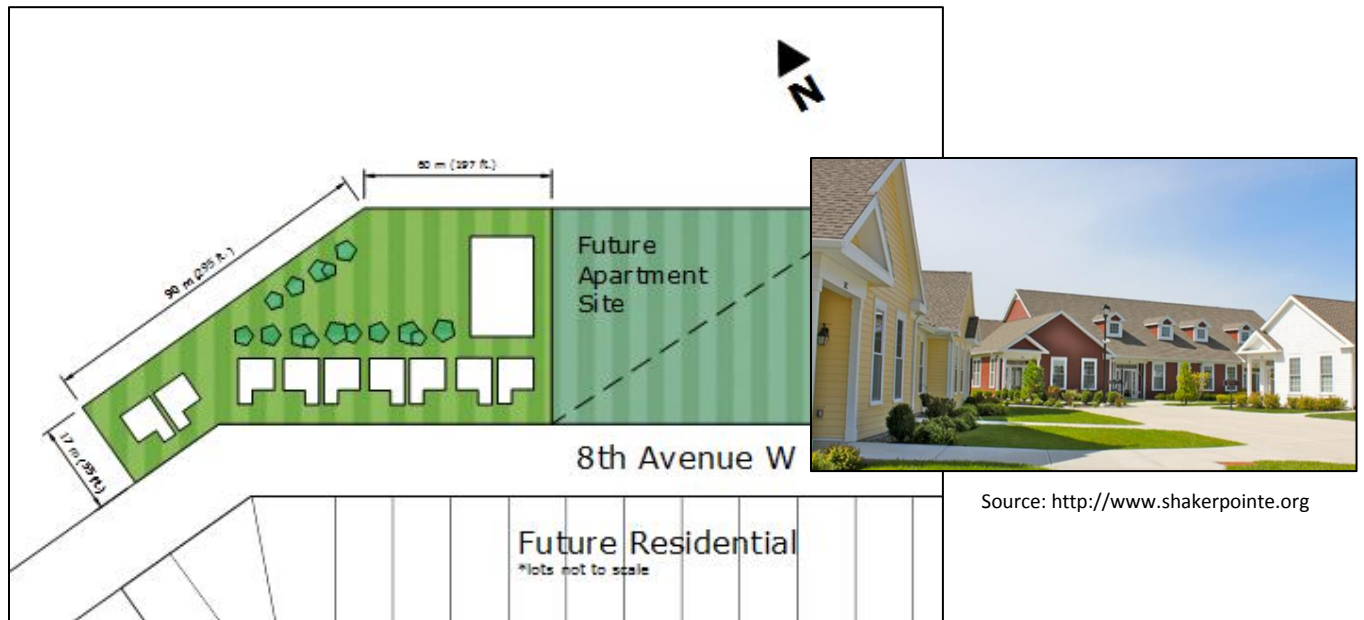 N
60 m (197 ft.)
90 m (295 ft.)
Future
Apartment
Site
17 m (55 ft.)
8th Avenue W
Source: http://www.shakerpointe.org
Future Residential
*lots not to scale